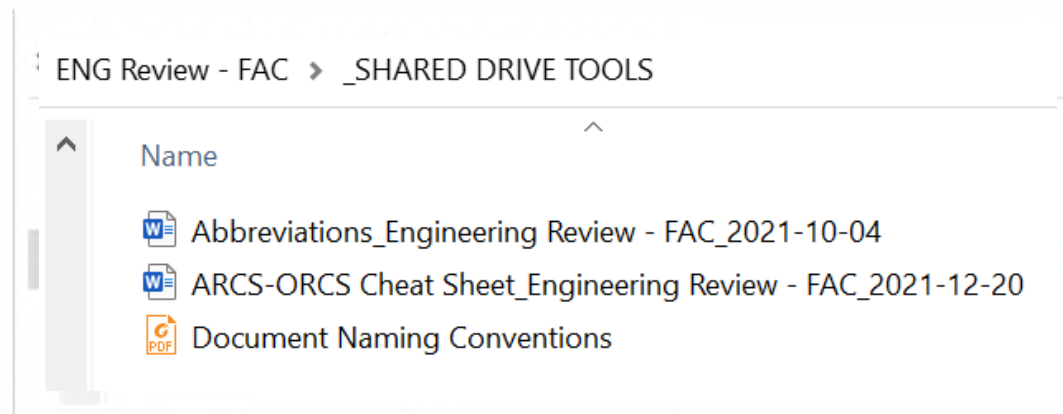 ENG Review - FAC > _SHARED DRIVE TOOLS
Name
Abbreviations_Engineering Review - FAC_2021-10-04
ARCS-ORCS Cheat Sheet_Engineering Review - FAC_2021-12-20
PDF Document Naming Conventions